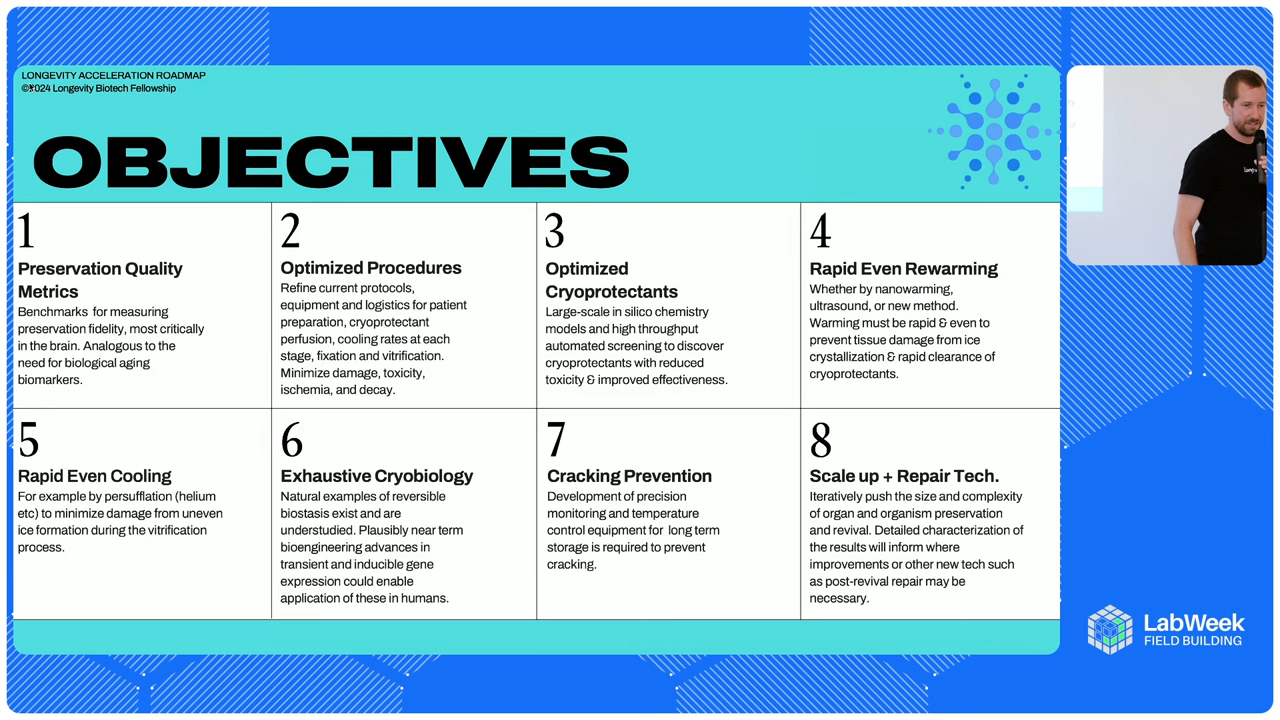 LONGEVITY ACCELERATION ROADMAP
©2024 Longevity Biotech Fellowship
OBJECTIVES
1
Preservation Quality
Metrics
Benchmarks for measuring
preservation fidelity, most critically
in the brain. Analogous to the
need for biological aging
biomarkers.
2
Optimized Procedures
Refine current protocols,
equipment and logistics for patient
preparation, cryoprotectant
perfusion, cooling rates at each
stage, fixation and vitrification.
Minimize damage, toxicity,
ischemia, and decay.
3
Optimized
Cryoprotectants
Large-scale in silico chemistry
models and high throughput
automated screening to discover
cryoprotectants with reduced
toxicity & improved effectiveness.
4
Rapid Even Rewarming
Whether by nanowarming,
ultrasound, or new method.
Warming must be rapid & even to
prevent tissue damage from ice
crystallization & rapid clearance of
cryoprotectants.
5
Rapid Even Cooling
For example by persufflation (helium
etc) to minimize damage from uneven
ice formation during the vitrification
process.
6
Exhaustive Cryobiology
Natural examples of reversible
biostasis exist and are
understudied. Plausibly near term
bioengineering advances in
transient and inducible gene
expression could enable
application of these in humans.
7
Cracking Prevention
Development of precision
monitoring and temperature
control equipment for long term
storage is required to prevent
cracking.
8
Scale up + Repair Tech.
Iteratively push the size and complexity
of organ and organism preservation
and revival. Detailed characterization of
the results will inform where
improvements or other new tech such
as post-revival repair may be
necessary.
LabWeek
FIELD BUILDING